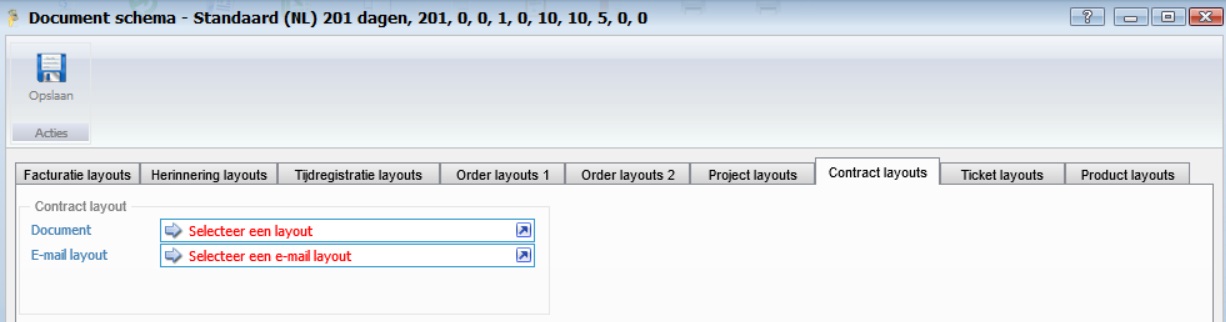 Document schema - Standaard (NL) 201 dagen, 201, 0, 0, 1, 0, 10, 10, 5, 0, 0
?
Opslaan
Acties
Facturatie layouts Herinnering layouts Tijdregistratie layouts Order layouts 1 Order layouts 2 Project layouts Contract layouts Ticket layouts Product layouts
Contract layout
Document Selecteer een layout
E-mail layout Selecteer een e-mail layout